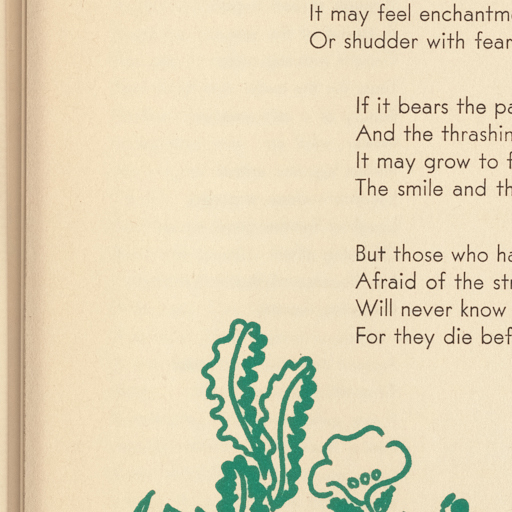 It may feel enchantm
Or shudder with fear
If it bears the pa
And the thrashin
It may grow to f
The smile and th
But those who ha
Afraid of the str
Will never know
For they die bef